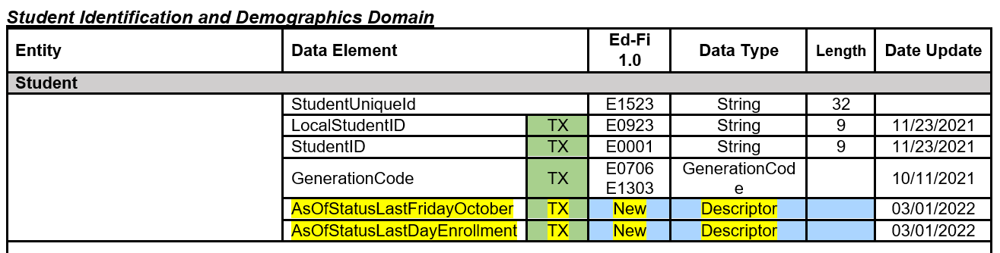 Student Identification and Demographics Domain
Entity Data Element Ed-Fi 1.0 Data Type Length Date Update
Student
StudentUniqueId E1523 String 32
LocalStudentID TX E0923 String 9 11/23/2021
StudentID TX E0001 String 9 11/23/2021
GenerationCode TX E0706 E1303 GenerationCod e 10/11/2021
AsOfStatusLastFridayOctober TX New Descriptor 03/01/2022
AsOfStatusLastDayEnrollment TX New Descriptor 03/01/2022